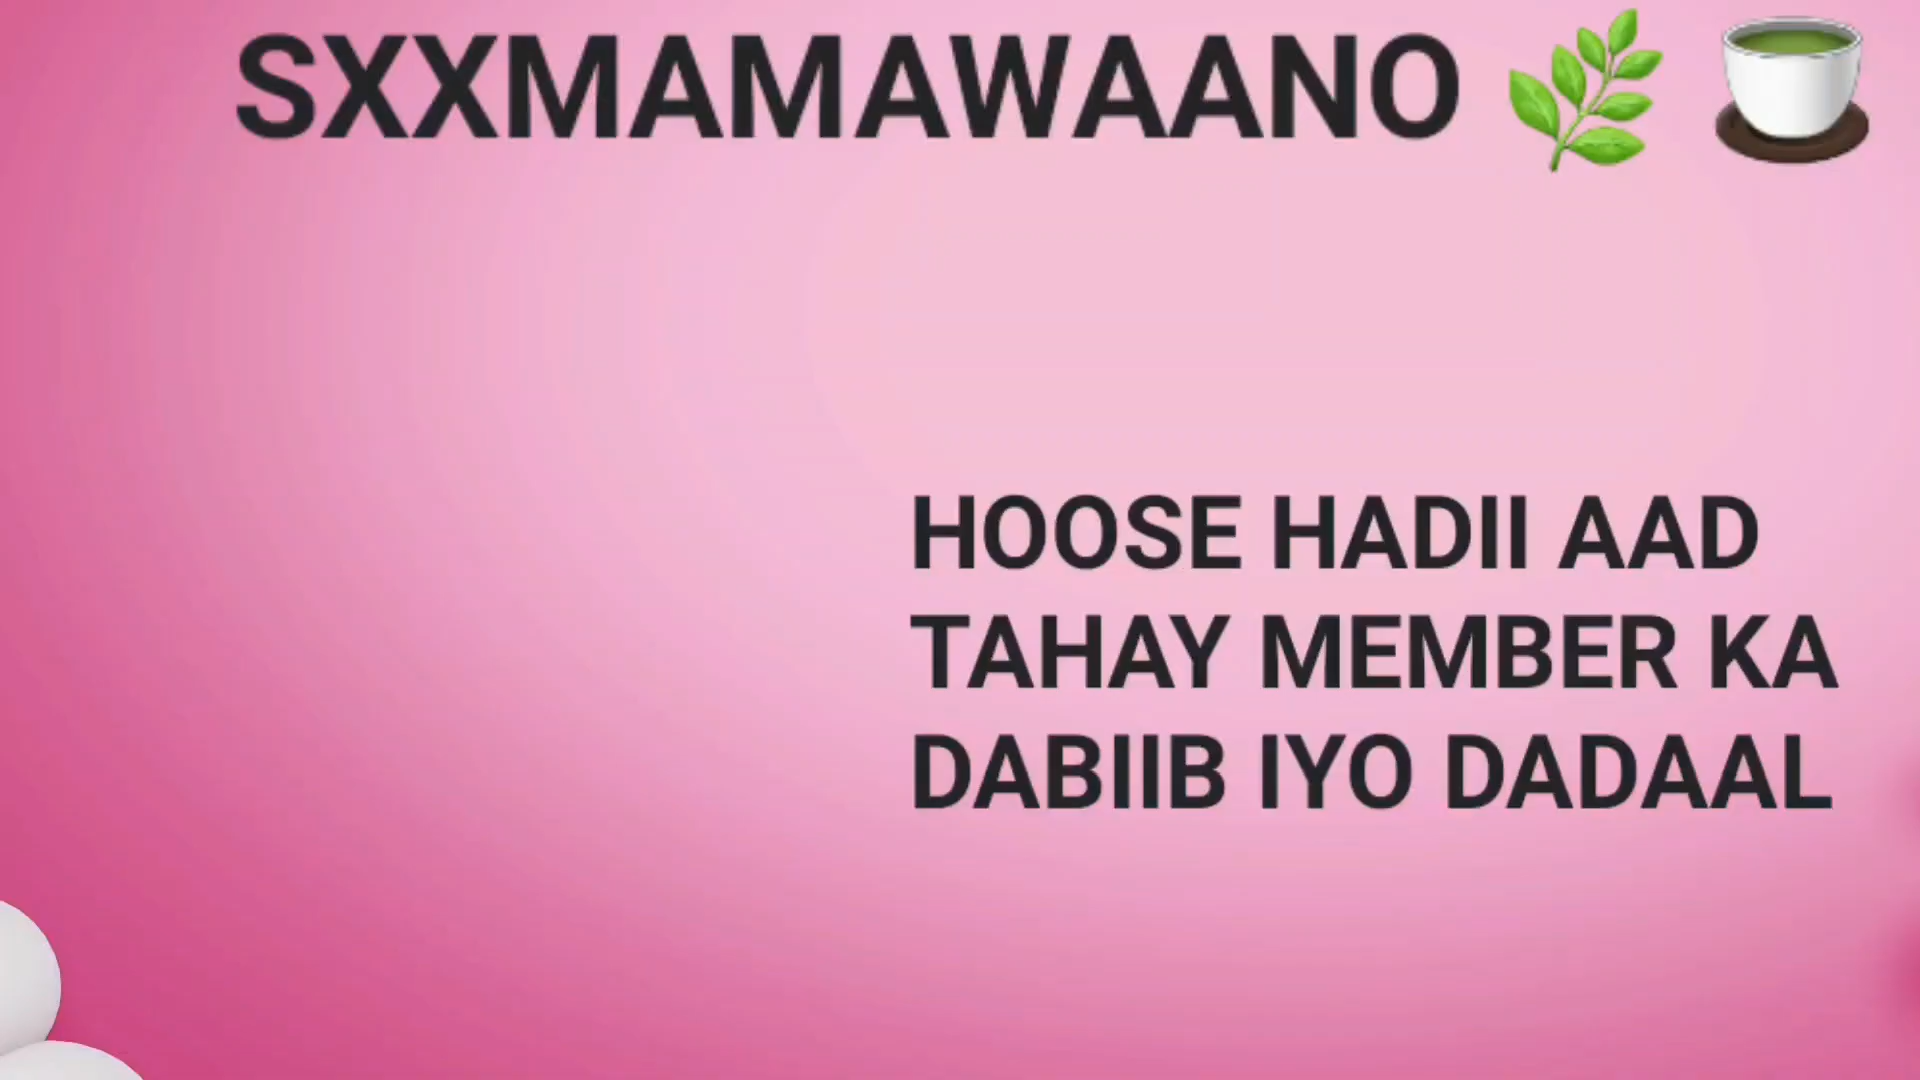 SXXMAMAWAANO 🌿 🍵
HOOSE HADII AAD
TAHAY MEMBER KA
DABIIB IYO DADAAL